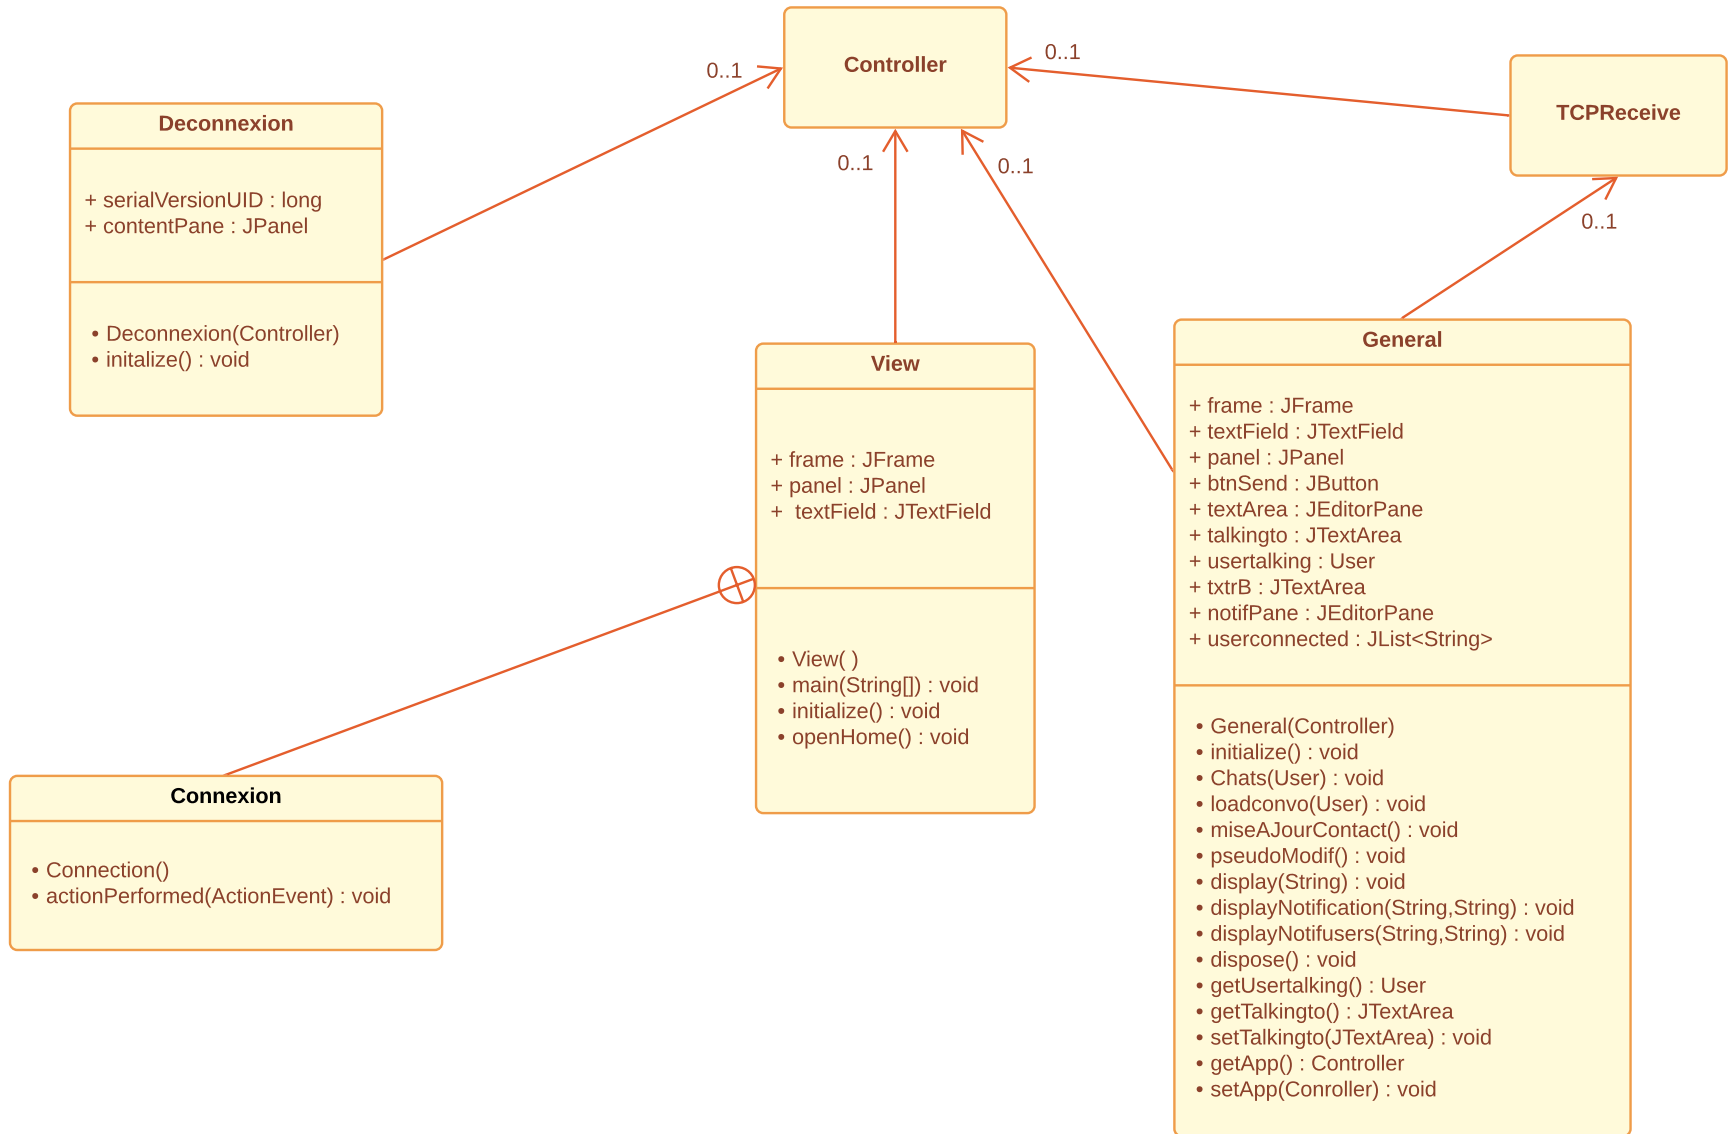 Controller
0..1
0..1
0..1
0..1
TCPReceive
0..1
Deconnexion
+ serialVersionUID : long
+ contentPane : JPanel
• Deconnexion(Controller)
• initalize() : void
View
+ frame : JFrame
+ panel : JPanel
+  textField : JTextField
• View( )
• main(String[]) : void
• initialize() : void
• openHome() : void
General
+ frame : JFrame
+ textField : JTextField
+ panel : JPanel
+ btnSend : JButton
+ textArea : JEditorPane
+ talkingto : JTextArea
+ usertalking : User
+ txtrB : JTextArea
+ notifPane : JEditorPane
+ userconnected : JList<String>
• General(Controller)
• initialize() : void
• Chats(User) : void
• loadconvo(User) : void
• miseAJourContact() : void
• pseudoModif() : void
• display(String) : void
• displayNotification(String,String) : void
• displayNotifusers(String,String) : void
• dispose() : void
• getUsertalking() : User
• getTalkingto() : JTextArea
• setTalkingto(JTextArea) : void
• getApp() : Controller
• setApp(Conroller) : void
Connexion
• Connection()
• actionPerformed(ActionEvent) : void